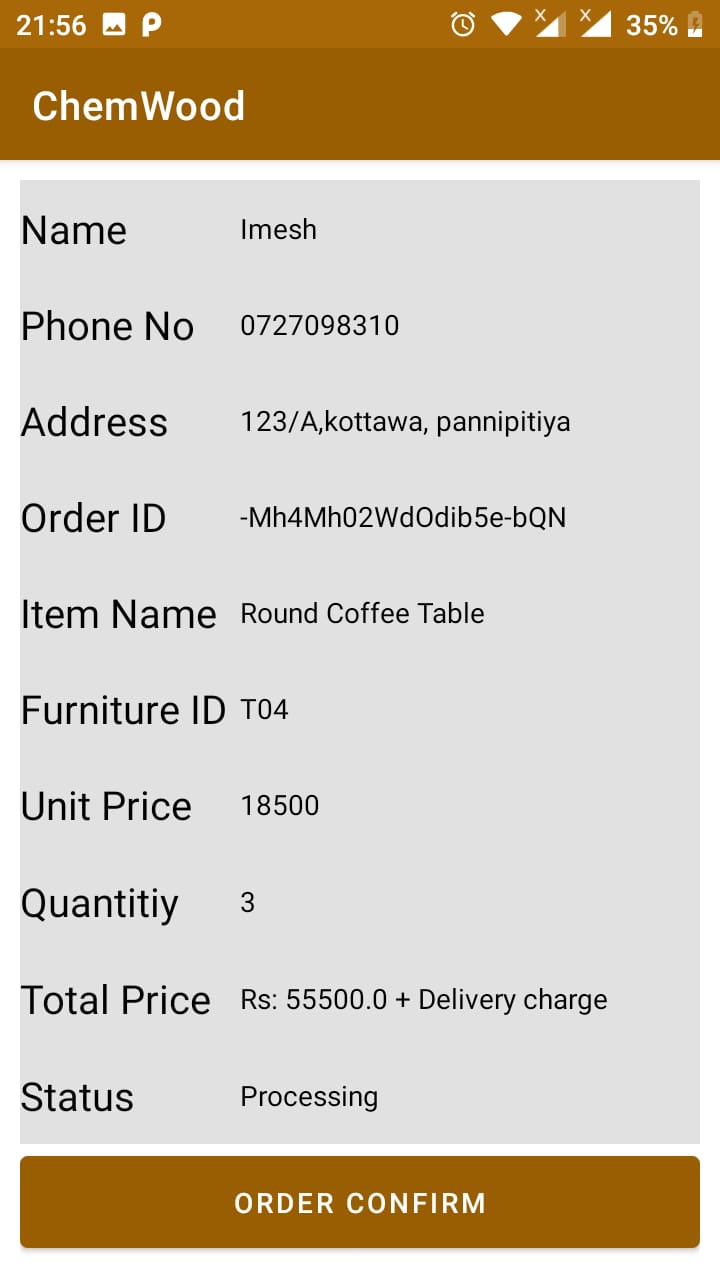 21:56 35%
ChemWood
Name Imesh
Phone No 0727098310
Address 123/A,kottawa, pannipitiya
Order ID -Mh4Mh02WdOdib5e-bQN
Item Name Round Coffee Table
Furniture ID T04
Unit Price 18500
Quantitiy 3
Total Price Rs: 55500.0 + Delivery charge
Status Processing
ORDER CONFIRM